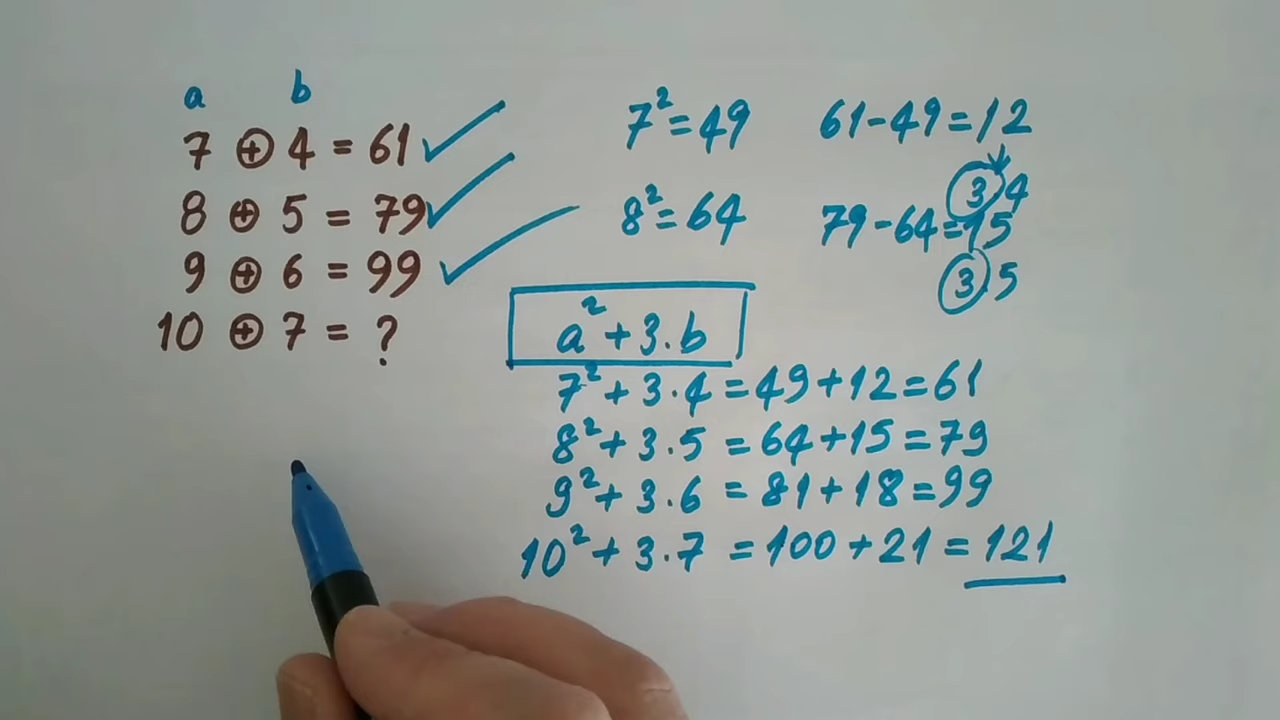 a b
7 ⊕ 4 = 61 ✓
8 ⊕ 5 = 79 ✓
9 ⊕ 6 = 99 ✓
10 ⊕ 7 = ?
7² = 49 61 - 49 = 12
3 4
8² = 64 79 - 64 = 15
3.5
a² + 3.b
7² + 3.4 = 49 + 12 = 61
8² + 3.5 = 64 + 15 = 79
9² + 3.6 = 81 + 18 = 99
10² + 3.7 = 100 + 21 = 121